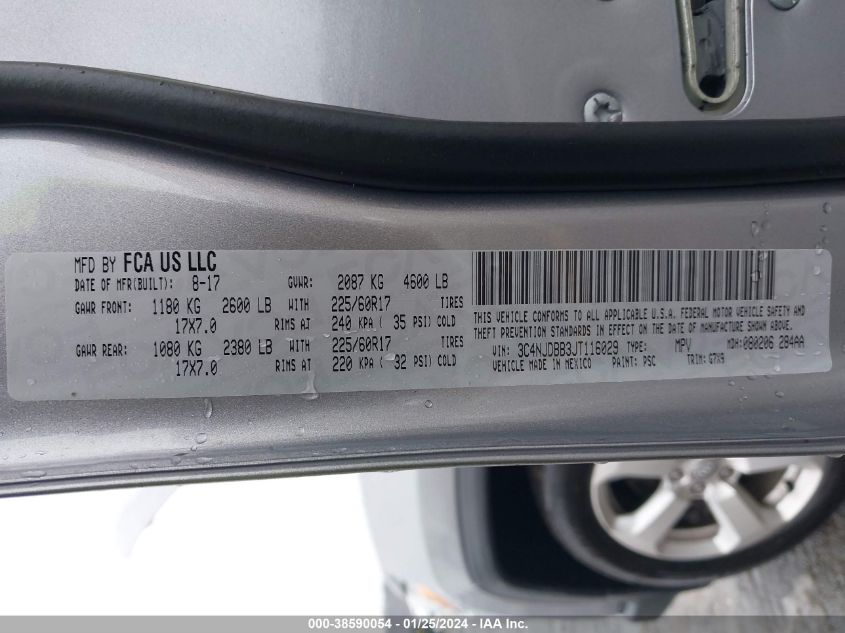 MFD BY FCA US LLC
DATE OF MFR(BUILT): 8-17 GVWR: 2087 KG 4600 LB
GAWR FRONT: 1180 KG 2600 LB WITH 225/60R17 TIRES
17X7.0 RIMS AT 240 KPA ( 35 PSI) COLD
GAWR REAR: 1080 KG 2380 LB WITH 225/60R17 TIRES
17X7.0 RIMS AT 220 KPA ( 32 PSI) COLD
THIS VEHICLE CONFORMS TO ALL APPLICABLE U.S.A. FEDERAL MOTOR VEHICLE SAFETY AND
THEFT PREVENTION STANDARDS IN EFFECT ON THE DATE OF MANUFACTURE SHOWN ABOVE.
VIN: 3C4NJDBB3JT116029 TYPE: MPV MDH: 080206 284AA
VEHICLE MADE IN MEXICO PAINT: PSC TRIM: G7X9
000-38590054 - 01/25/2024 - IAA Inc.